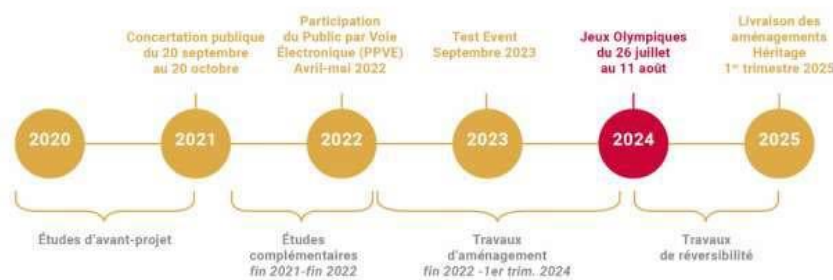 Concertation publique
du 20 septembre
au 20 octobre
Participation
du Public par Voie
Électronique (PPVE)
Avril-mai 2022
Test Event
Septembre 2023
Jeux Olympiques
du 26 juillet
au 11 août
Livraison des
aménagements
Héritage
1er trimestre 2025
2020
2021
2022
2023
2024
2025
Études d'avant-projet
Études
complémentaires
fin 2021-fin 2022
Travaux
d'aménagement
fin 2022 -1er trim. 2024
Travaux
de réversibilité